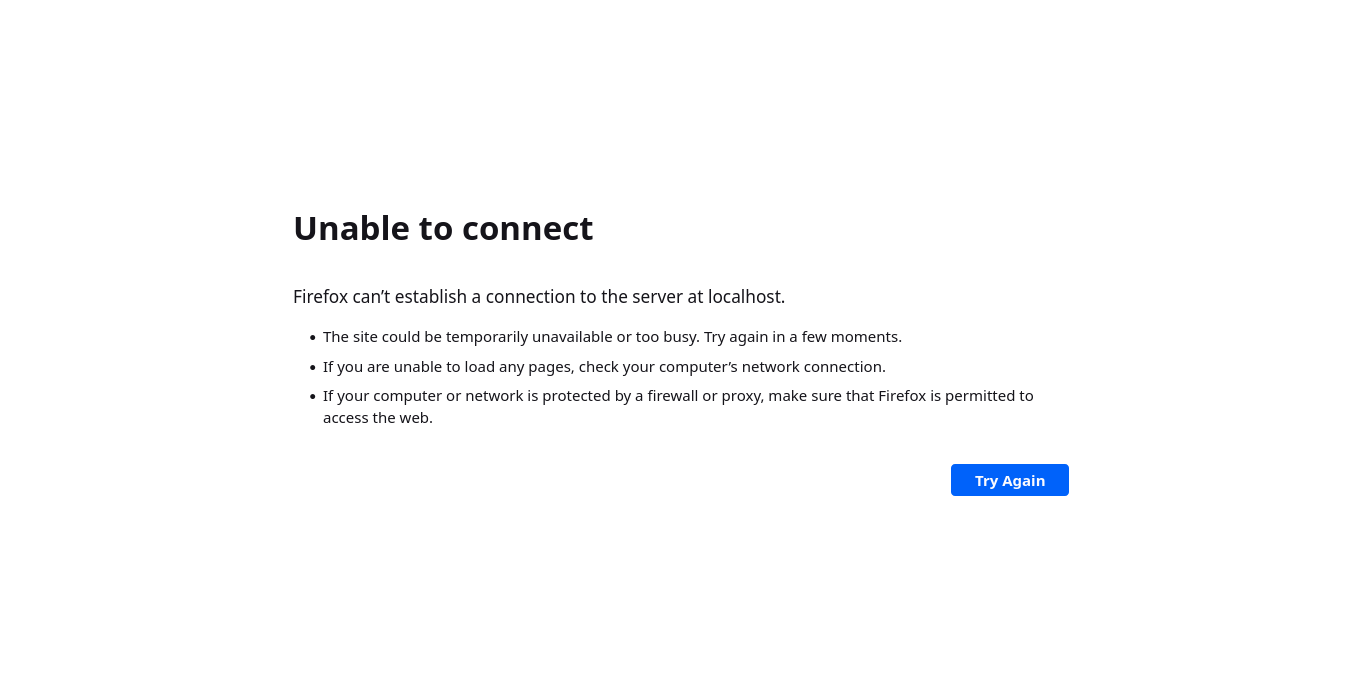 Unable to connect
Firefox can’t establish a connection to the server at localhost.
• The site could be temporarily unavailable or too busy. Try again in a few moments.
• If you are unable to load any pages, check your computer’s network connection.
• If your computer or network is protected by a firewall or proxy, make sure that Firefox is permitted to
access the web.
Try Again